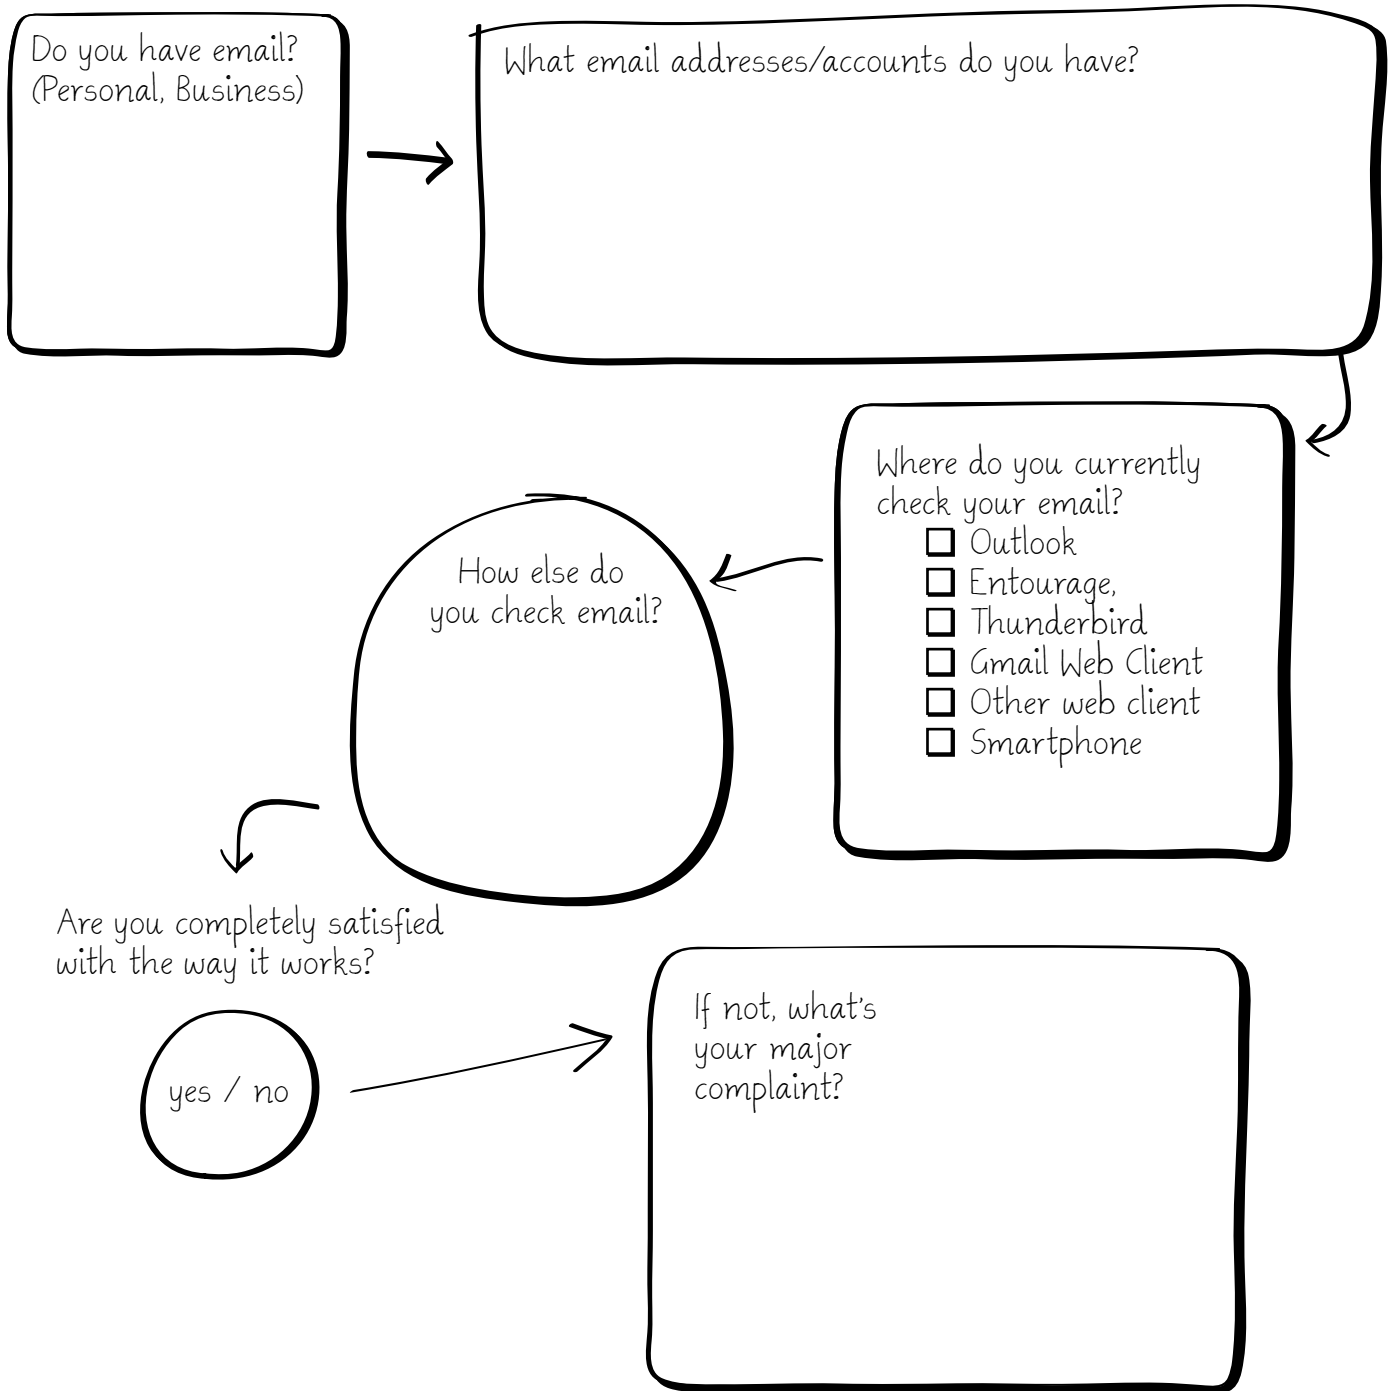 Do you have email?
(Personal, Business)
What email addresses/accounts do you have?
Where do you currently
check your email?
Outlook
Entourage,
Thunderbird
Gmail Web Client
Other web client
Smartphone
How else do
you check email?
Are you completely satisfied
with the way it works?
yes / no
If not, what's
your major
complaint?